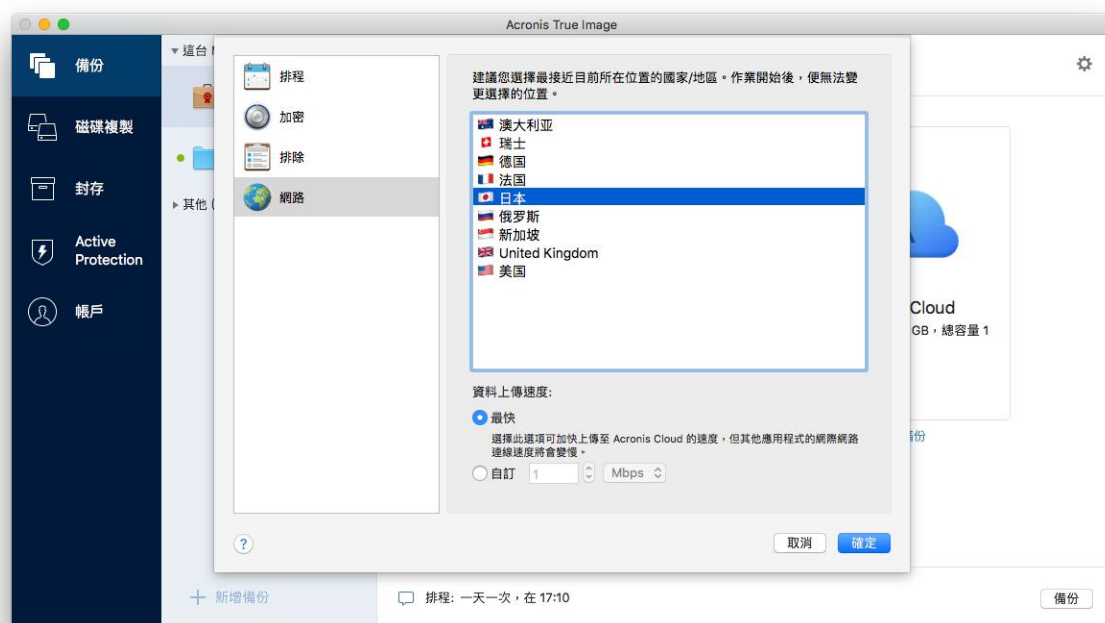 Acronis True Image
備份
磁碟複製
封存
Active
Protection
帳戶
這台
其他 (
新增備份
排程
加密
排除
網路
建議您選擇最接近目前所在位置的國家/地區。作業開始後，便無法變
更選擇的位置。
澳大利亚
瑞士
德国
法国
日本
俄罗斯
新加坡
United Kingdom
美国
資料上傳速度:
最快
選擇此選項可加快上傳至 Acronis Cloud 的速度，但其他應用程式的網際網路
連線速度將會變慢。
自訂 1 Mbps
?
取消 確定
Cloud
GB，總容量 1
備份
排程: 一天一次，在 17:10
備份